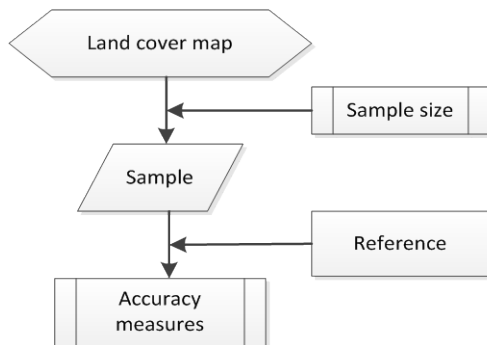 Land cover map
Sample size
Sample
Reference
Accuracy
measures